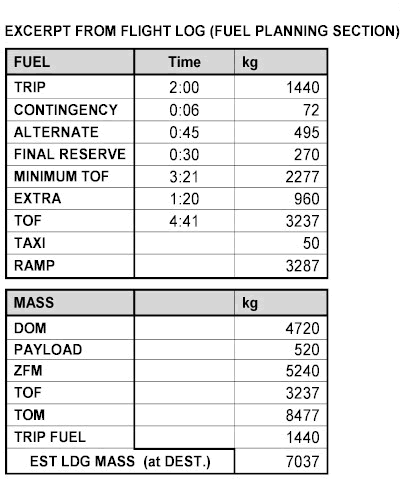 EXCERPT FROM FLIGHT LOG (FUEL PLANNING SECTION)
FUEL Time kg
TRIP 2:00 1440
CONTINGENCY 0:06 72
ALTERNATE 0:45 495
FINAL RESERVE 0:30 270
MINIMUM TOF 3:21 2277
EXTRA 1:20 960
TOF 4:41 3237
TAXI 50
RAMP 3287
MASS kg
DOM 4720
PAYLOAD 520
ZFM 5240
TOF 3237
TOM 8477
TRIP FUEL 1440
EST LDG MASS (at DEST.) 7037